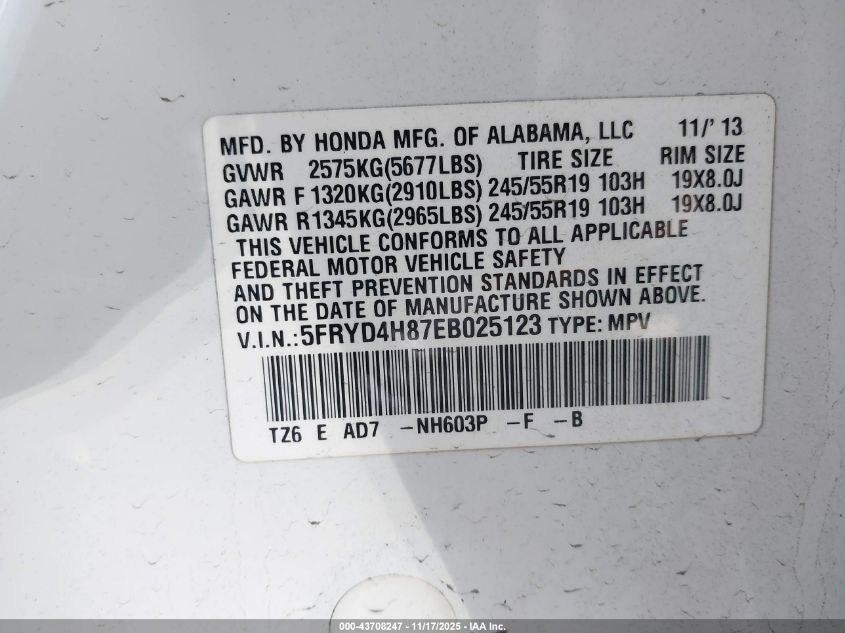 MFD. BY HONDA MFG. OF ALABAMA, LLC 11/' 13
GVWR 2575KG(5677LBS) TIRE SIZE RIM SIZE
GAWR F 1320KG(2910LBS) 245/55R19 103H 19X8.0J
GAWR R1345KG(2965LBS) 245/55R19 103H 19X8.0J
THIS VEHICLE CONFORMS TO ALL APPLICABLE
FEDERAL MOTOR VEHICLE SAFETY
AND THEFT PREVENTION STANDARDS IN EFFECT
ON THE DATE OF MANUFACTURE SHOWN ABOVE.
V.I.N.:5FRYD4H87EB025123 TYPE: MPV
TZ6 E AD7 -NH603P -F -B
000-43708247 - 11/17/2025 - IAA Inc.